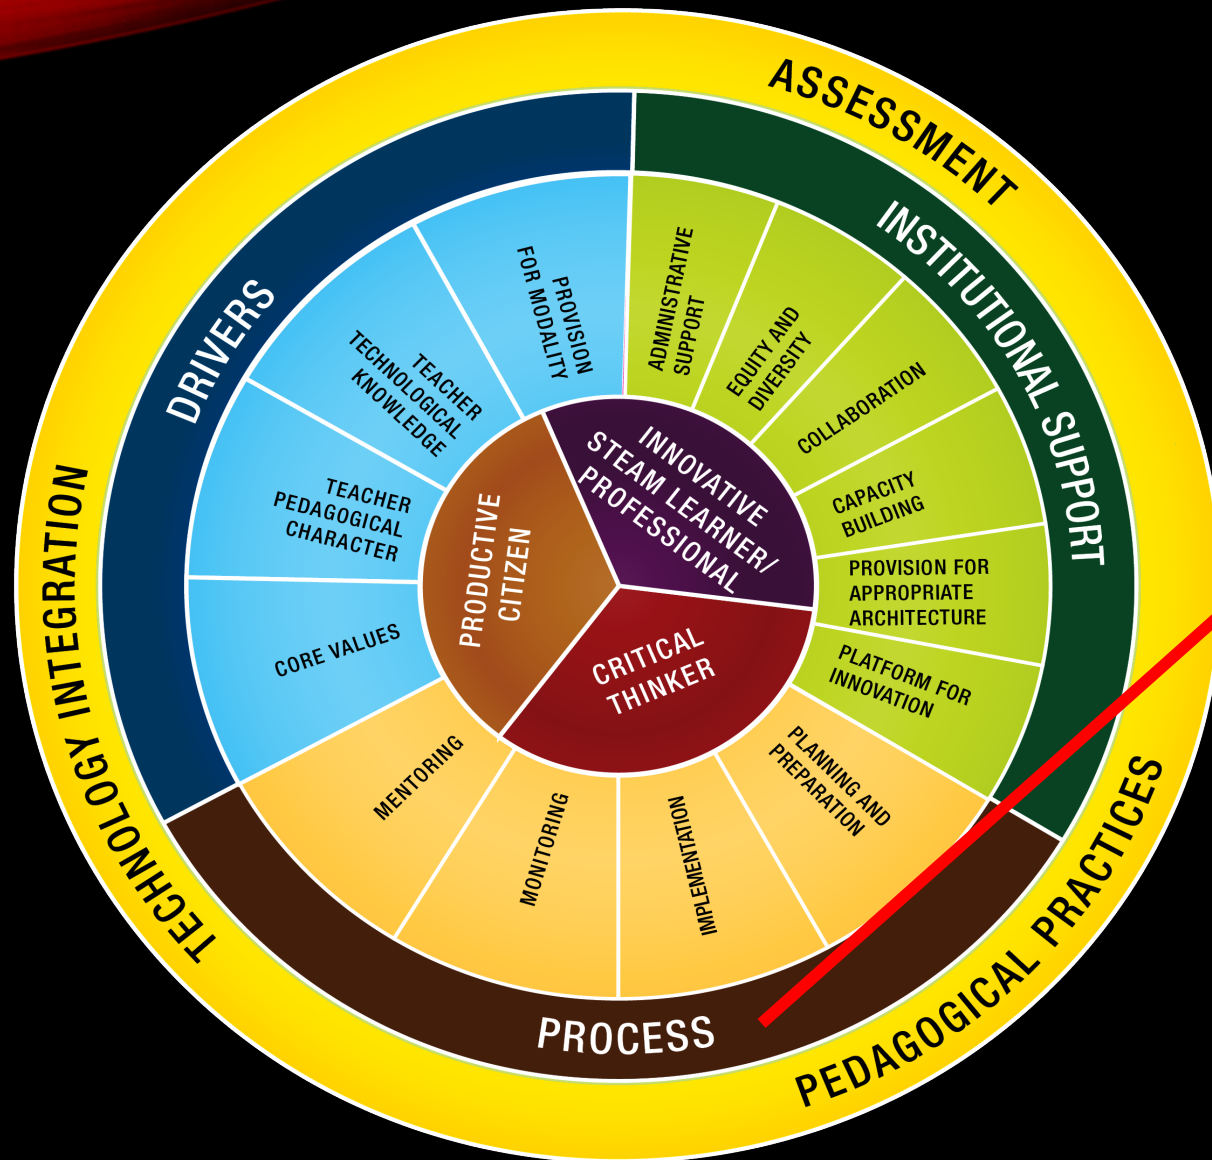 ASSESSMENT
INSTITUTIONAL SUPPORT
DRIVERS
PROVISION
FOR MODALITY
TEACHER
TECHNOLOGICAL
KNOWLEDGE
TEACHER
PEDAGOGICAL
CHARACTER
CORE VALUES
ADMINISTRATIVE
SUPPORT
EQUITY AND
DIVERSITY
COLLABORATION
CAPACITY
BUILDING
PROVISION FOR
APPROPRIATE
ARCHITECTURE
PLATFORM FOR
INNOVATION
INNOVATIVE
STEAM LEARNER/
PROFESSIONAL
PRODUCTIVE
CITIZEN
CRITICAL
THINKER
MENTORING
MONITORING
IMPLEMENTATION
PLANNING AND
PREPARATION
PROCESS
TECHNOLOGY INTEGRATION
PEDAGOGICAL PRACTICES